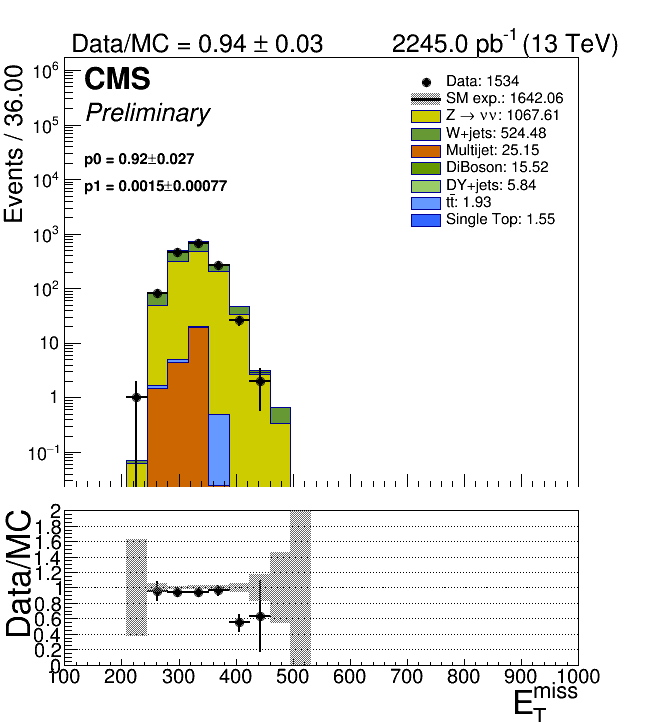 Data/MC = 0.94 ± 0.03 2245.0 pb⁻¹ (13 TeV)
CMS
Preliminary
p0 = 0.92±0.027
p1 = 0.0015±0.00077
Data: 1534
SM exp.: 1642.06
Z → νν: 1067.61
W+jets: 524.48
Multijet: 25.15
DiBoson: 15.52
DY+jets: 5.84
tt̄: 1.93
Single Top: 1.55
Events / 36.00
10⁶
10⁵
10⁴
10³
10²
10
1
10⁻¹
Data/MC
2
1.8
1.6
1.4
1.2
1
0.8
0.6
0.4
0.2
0
100 200 300 400 500 600 700 800 900 1000
E_T^miss